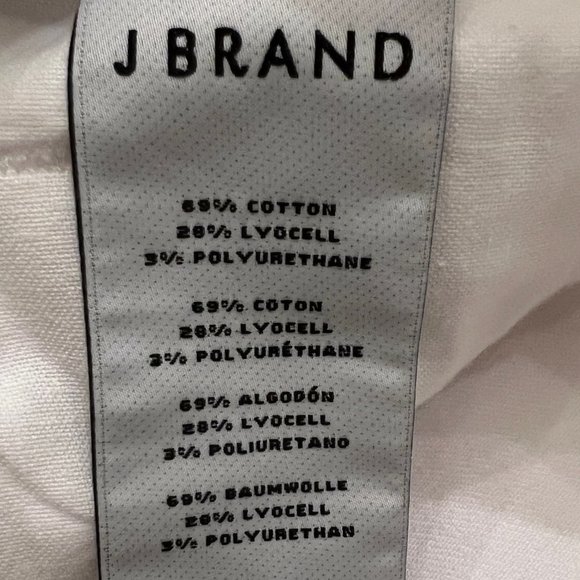 J BRAND
69% COTTON
28% LYOCELL
3% POLYURETHANE
69% COTON
28% LYOCELL
3% POLYURÉTHANE
69% ALGODÓN
28% LYOCELL
3% POLIURETANO
69% BAUMWOLLE
28% LYOCELL
3% POLYURETHAN